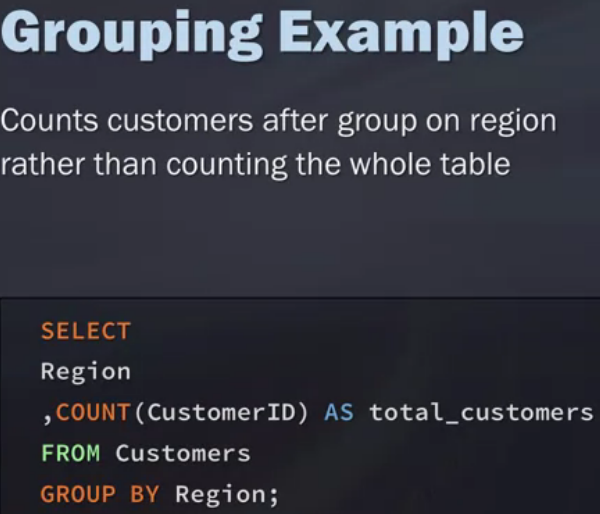 Grouping Example
Counts customers after group on region
rather than counting the whole table
SELECT
Region
,COUNT(CustomerID) AS total_customers
FROM Customers
GROUP BY Region;